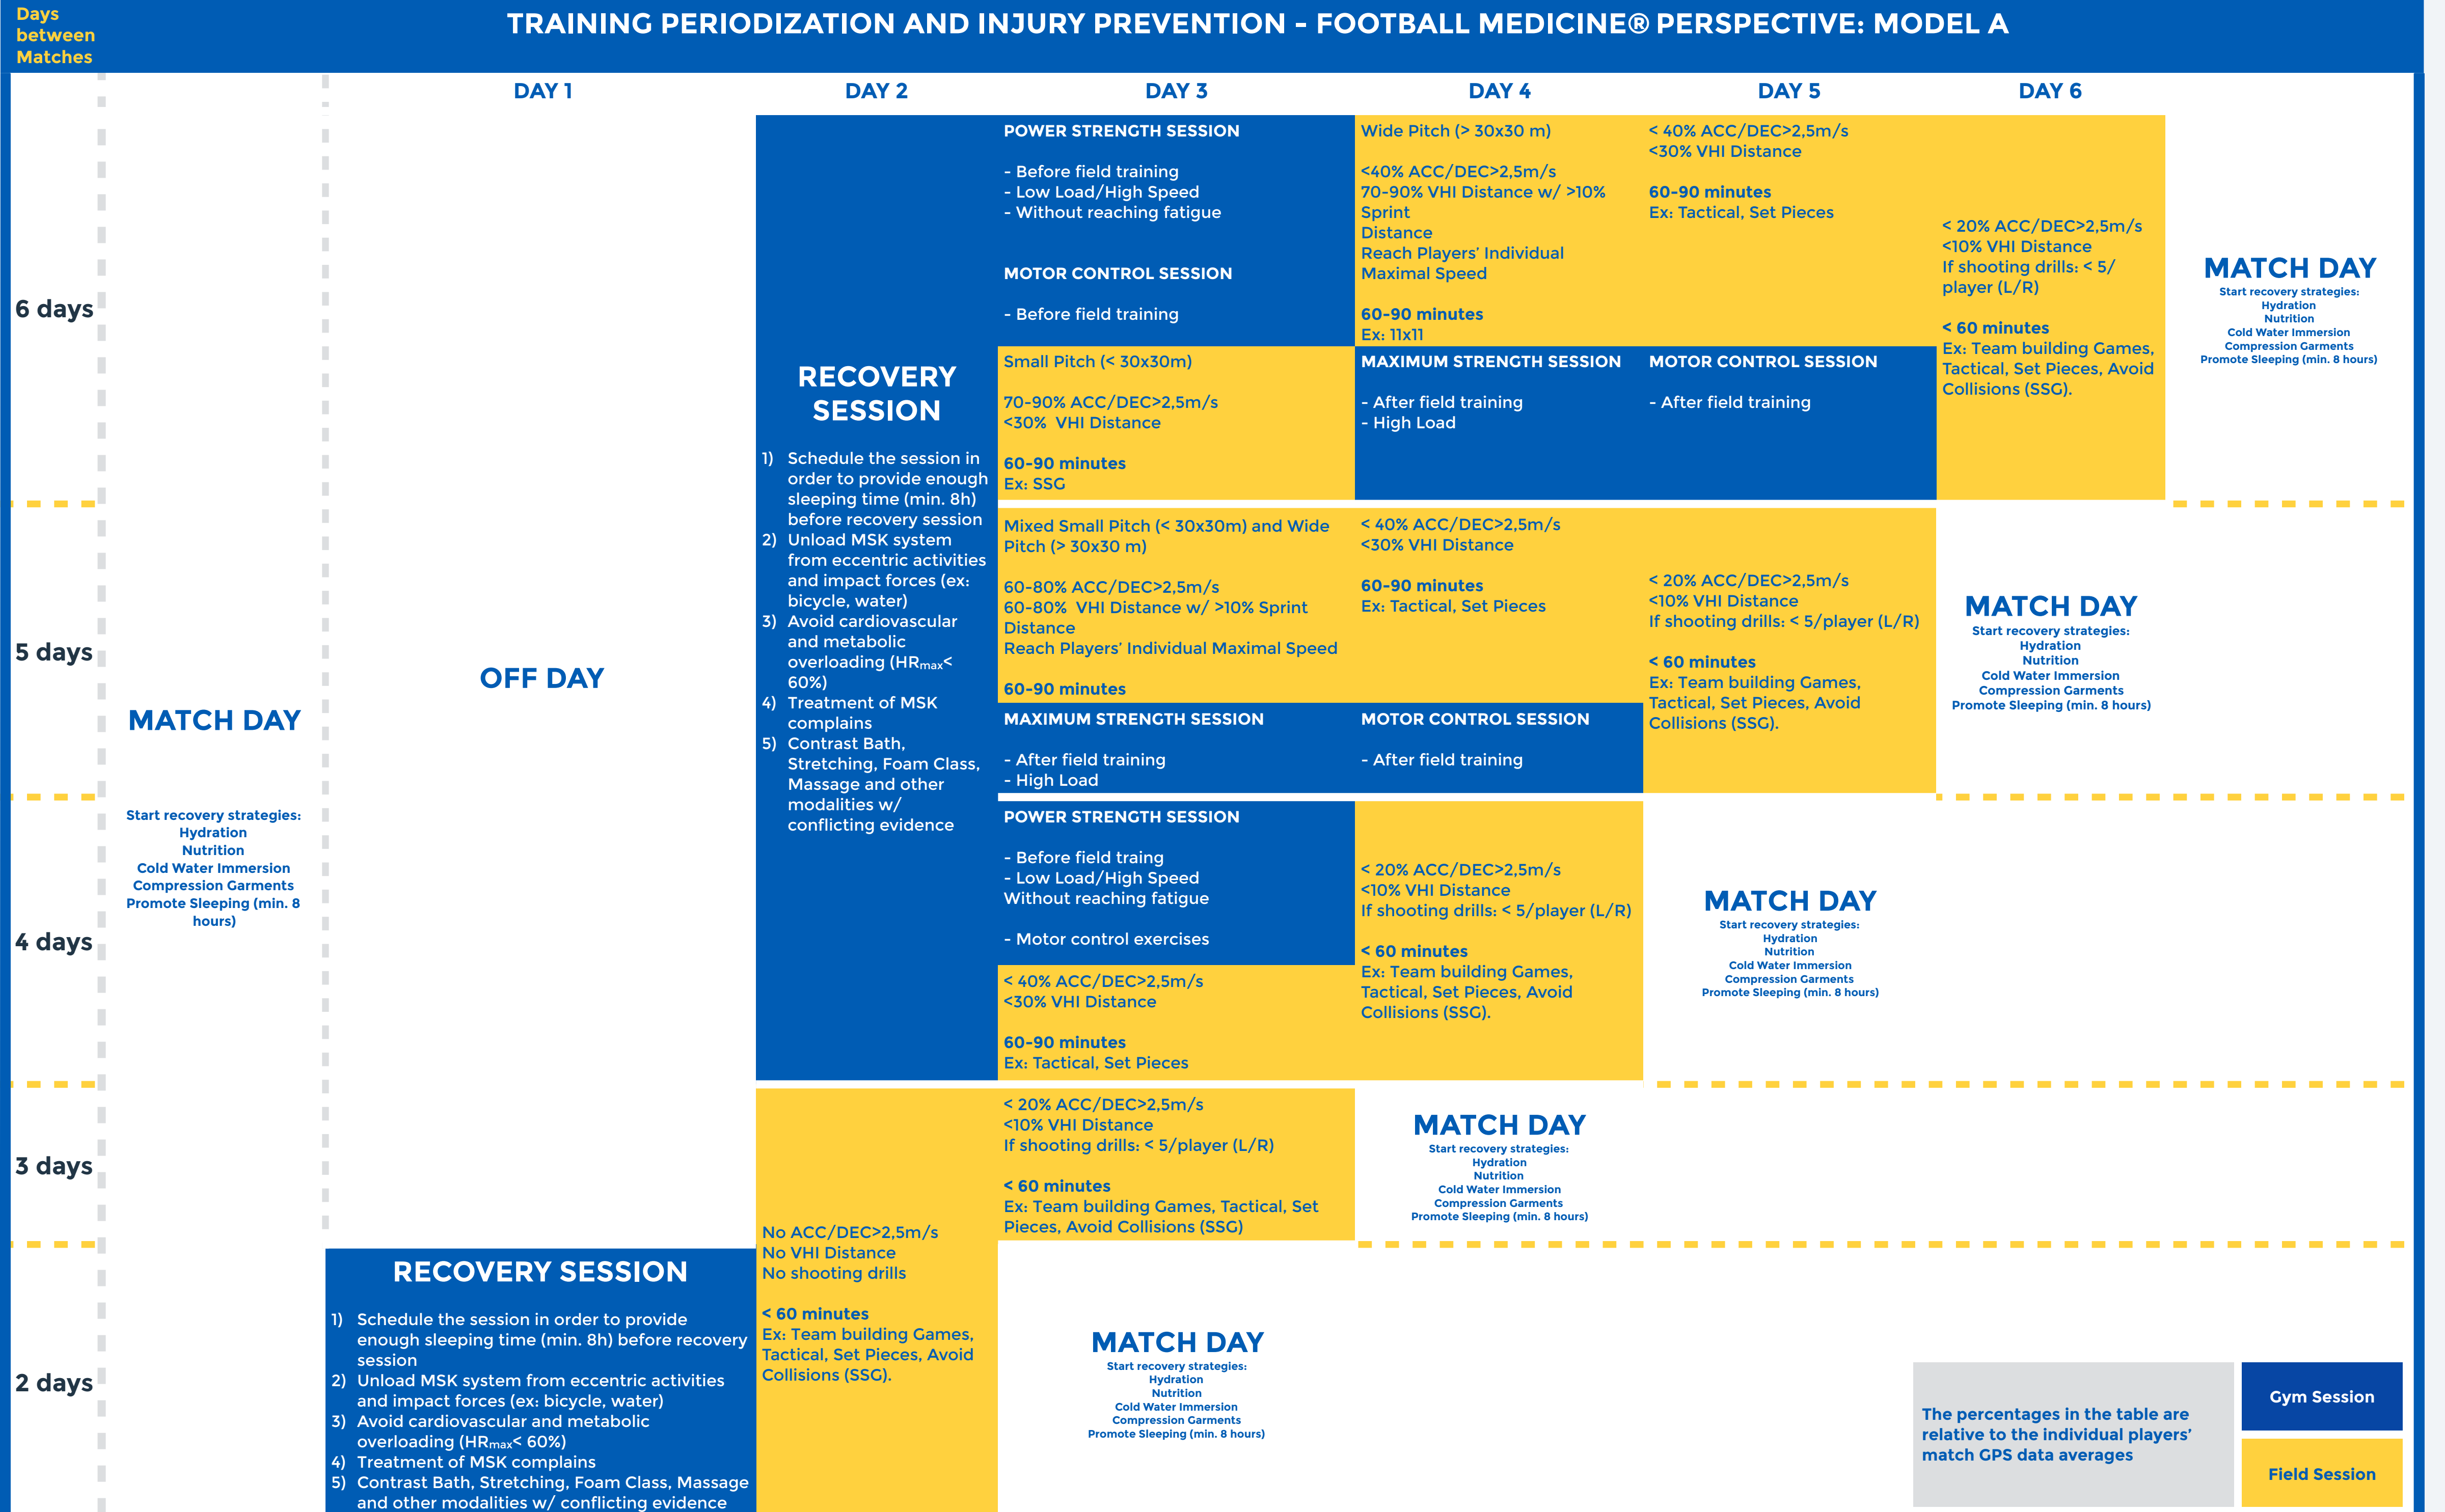 Days
between
Matches
TRAINING PERIODIZATION AND INJURY PREVENTION - FOOTBALL MEDICINE® PERSPECTIVE: MODEL A
DAY 1
DAY 2
DAY 3
DAY 4
DAY 5
DAY 6
6 days
5 days
4 days
3 days
2 days
MATCH DAY
Start recovery strategies:
Hydration
Nutrition
Cold Water Immersion
Compression Garments
Promote Sleeping (min. 8
hours)
OFF DAY
RECOVERY SESSION
1) Schedule the session in order to provide
enough sleeping time (min. 8h) before recovery
session
2) Unload MSK system from eccentric activities
and impact forces (ex: bicycle, water)
3) Avoid cardiovascular and metabolic
overloading (HRmax< 60%)
4) Treatment of MSK complains
5) Contrast Bath, Stretching, Foam Class, Massage
and other modalities w/ conflicting evidence
RECOVERY
SESSION
1) Schedule the session in
order to provide enough
sleeping time (min. 8h)
before recovery session
2) Unload MSK system
from eccentric activities
and impact forces (ex:
bicycle, water)
3) Avoid cardiovascular
and metabolic
overloading (HRmax<
60%)
4) Treatment of MSK
complains
5) Contrast Bath,
Stretching, Foam Class,
Massage and other
modalities w/
conflicting evidence
No ACC/DEC>2,5m/s
No VHI Distance
No shooting drills
< 60 minutes
Ex: Team building Games,
Tactical, Set Pieces, Avoid
Collisions (SSG).
POWER STRENGTH SESSION
- Before field training
- Low Load/High Speed
- Without reaching fatigue
MOTOR CONTROL SESSION
- Before field training
Small Pitch (< 30x30m)
70-90% ACC/DEC>2,5m/s
<30% VHI Distance
60-90 minutes
Ex: SSG
Wide Pitch (> 30x30 m)
<40% ACC/DEC>2,5m/s
70-90% VHI Distance w/ >10%
Sprint
Distance
Reach Players' Individual
Maximal Speed
60-90 minutes
Ex: 11x11
MAXIMUM STRENGTH SESSION
- After field training
- High Load
< 40% ACC/DEC>2,5m/s
<30% VHI Distance
60-90 minutes
Ex: Tactical, Set Pieces
MOTOR CONTROL SESSION
- After field training
< 20% ACC/DEC>2,5m/s
<10% VHI Distance
If shooting drills: < 5/
player (L/R)
< 60 minutes
Ex: Team building Games,
Tactical, Set Pieces, Avoid
Collisions (SSG).
MATCH DAY
Start recovery strategies:
Hydration
Nutrition
Cold Water Immersion
Compression Garments
Promote Sleeping (min. 8 hours)
Mixed Small Pitch (< 30x30m) and Wide
Pitch (> 30x30 m)
60-80% ACC/DEC>2,5m/s
60-80% VHI Distance w/ >10% Sprint
Distance
Reach Players' Individual Maximal Speed
60-90 minutes
MAXIMUM STRENGTH SESSION
- After field training
- High Load
< 40% ACC/DEC>2,5m/s
<30% VHI Distance
60-90 minutes
Ex: Tactical, Set Pieces
MOTOR CONTROL SESSION
- After field training
< 20% ACC/DEC>2,5m/s
<10% VHI Distance
If shooting drills: < 5/player (L/R)
< 60 minutes
Ex: Team building Games,
Tactical, Set Pieces, Avoid
Collisions (SSG).
MATCH DAY
Start recovery strategies:
Hydration
Nutrition
Cold Water Immersion
Compression Garments
Promote Sleeping (min. 8 hours)
POWER STRENGTH SESSION
- Before field traing
- Low Load/High Speed
Without reaching fatigue
- Motor control exercises
< 40% ACC/DEC>2,5m/s
<30% VHI Distance
60-90 minutes
Ex: Tactical, Set Pieces
< 20% ACC/DEC>2,5m/s
<10% VHI Distance
If shooting drills: < 5/player (L/R)
< 60 minutes
Ex: Team building Games,
Tactical, Set Pieces, Avoid
Collisions (SSG).
MATCH DAY
Start recovery strategies:
Hydration
Nutrition
Cold Water Immersion
Compression Garments
Promote Sleeping (min. 8 hours)
< 20% ACC/DEC>2,5m/s
<10% VHI Distance
If shooting drills: < 5/player (L/R)
< 60 minutes
Ex: Team building Games, Tactical, Set
Pieces, Avoid Collisions (SSG)
MATCH DAY
Start recovery strategies:
Hydration
Nutrition
Cold Water Immersion
Compression Garments
Promote Sleeping (min. 8 hours)
MATCH DAY
Start recovery strategies:
Hydration
Nutrition
Cold Water Immersion
Compression Garments
Promote Sleeping (min. 8 hours)
The percentages in the table are
relative to the individual players'
match GPS data averages
Gym Session
Field Session